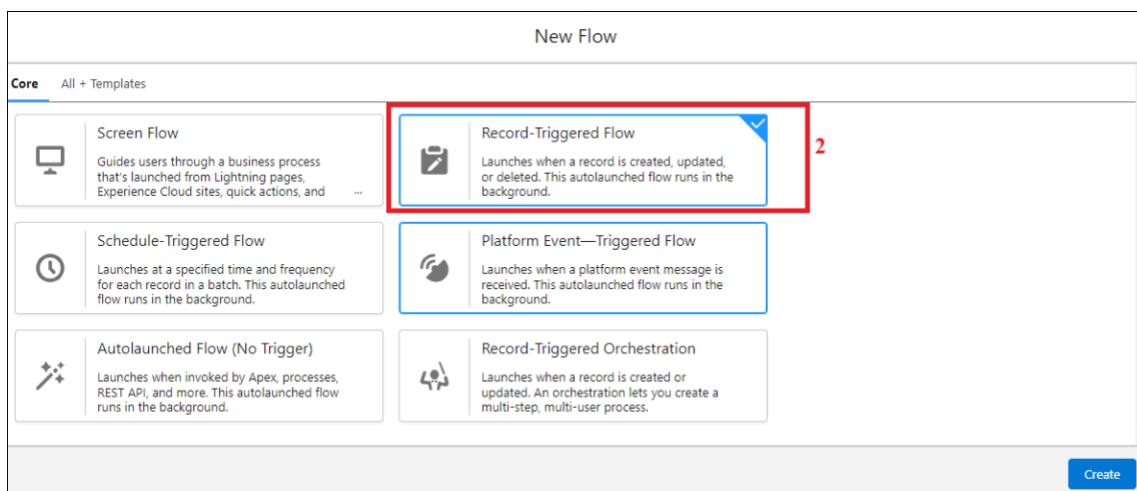 New Flow
Core
All + Templates
Screen Flow
Guides users through a business process
that's launched from Lightning pages,
Experience Cloud sites, quick actions, and ...
Record-Triggered Flow
Launches when a record is created, updated,
or deleted. This autolaunched flow runs in the
background.
2
Schedule-Triggered Flow
Launches at a specified time and frequency
for each record in a batch. This autolaunched
flow runs in the background.
Platform Event—Triggered Flow
Launches when a platform event message is
received. This autolaunched flow runs in the
background.
Autolaunched Flow (No Trigger)
Launches when invoked by Apex, processes,
REST API, and more. This autolaunched flow
runs in the background.
Record-Triggered Orchestration
Launches when a record is created or
updated. An orchestration lets you create a
multi-step, multi-user process.
Create